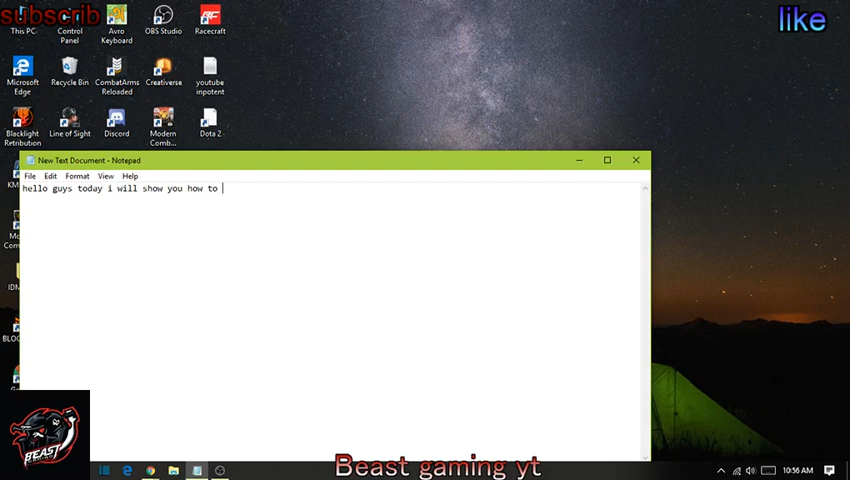 subscrib
like
This PC
Control
Panel
Avro
Keyboard
OBS Studio
Racecraft
Microsoft
Edge
Recycle Bin
CombatArms
Reloaded
Creativerse
youtube
inpotent
Blacklight
Retribution
Line of Sight
Discord
Modern
Comb...
Dota 2
New Text Document - Notepad
File Edit Format View Help
hello guys today i will show you how to
BEAST
Beast gaming yt
10:56 AM